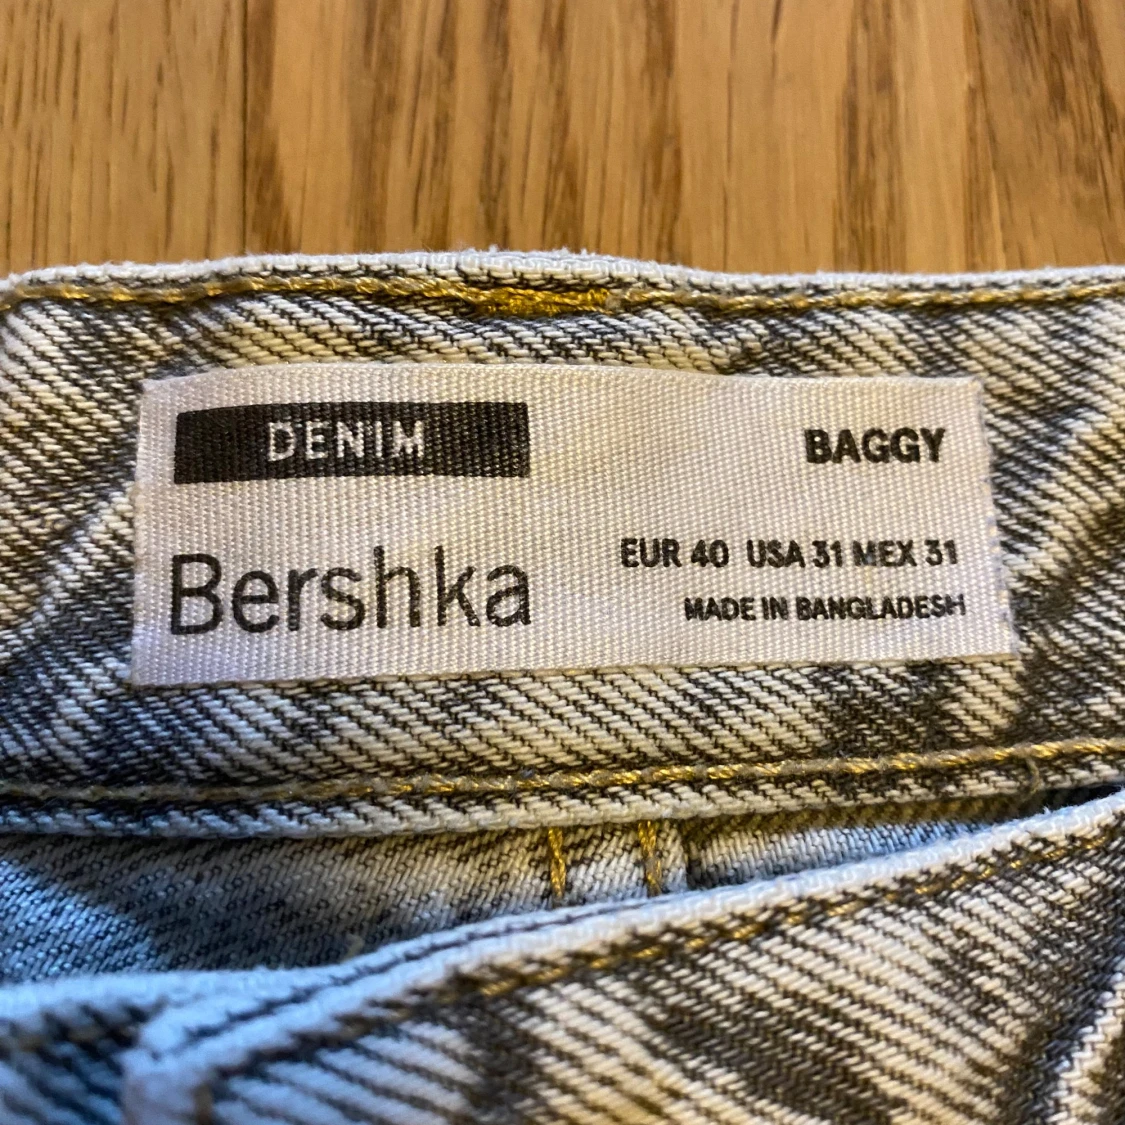 DENIM
BAGGY
Bershka
EUR 40 USA 31 MEX 31
MADE IN BANGLADESH